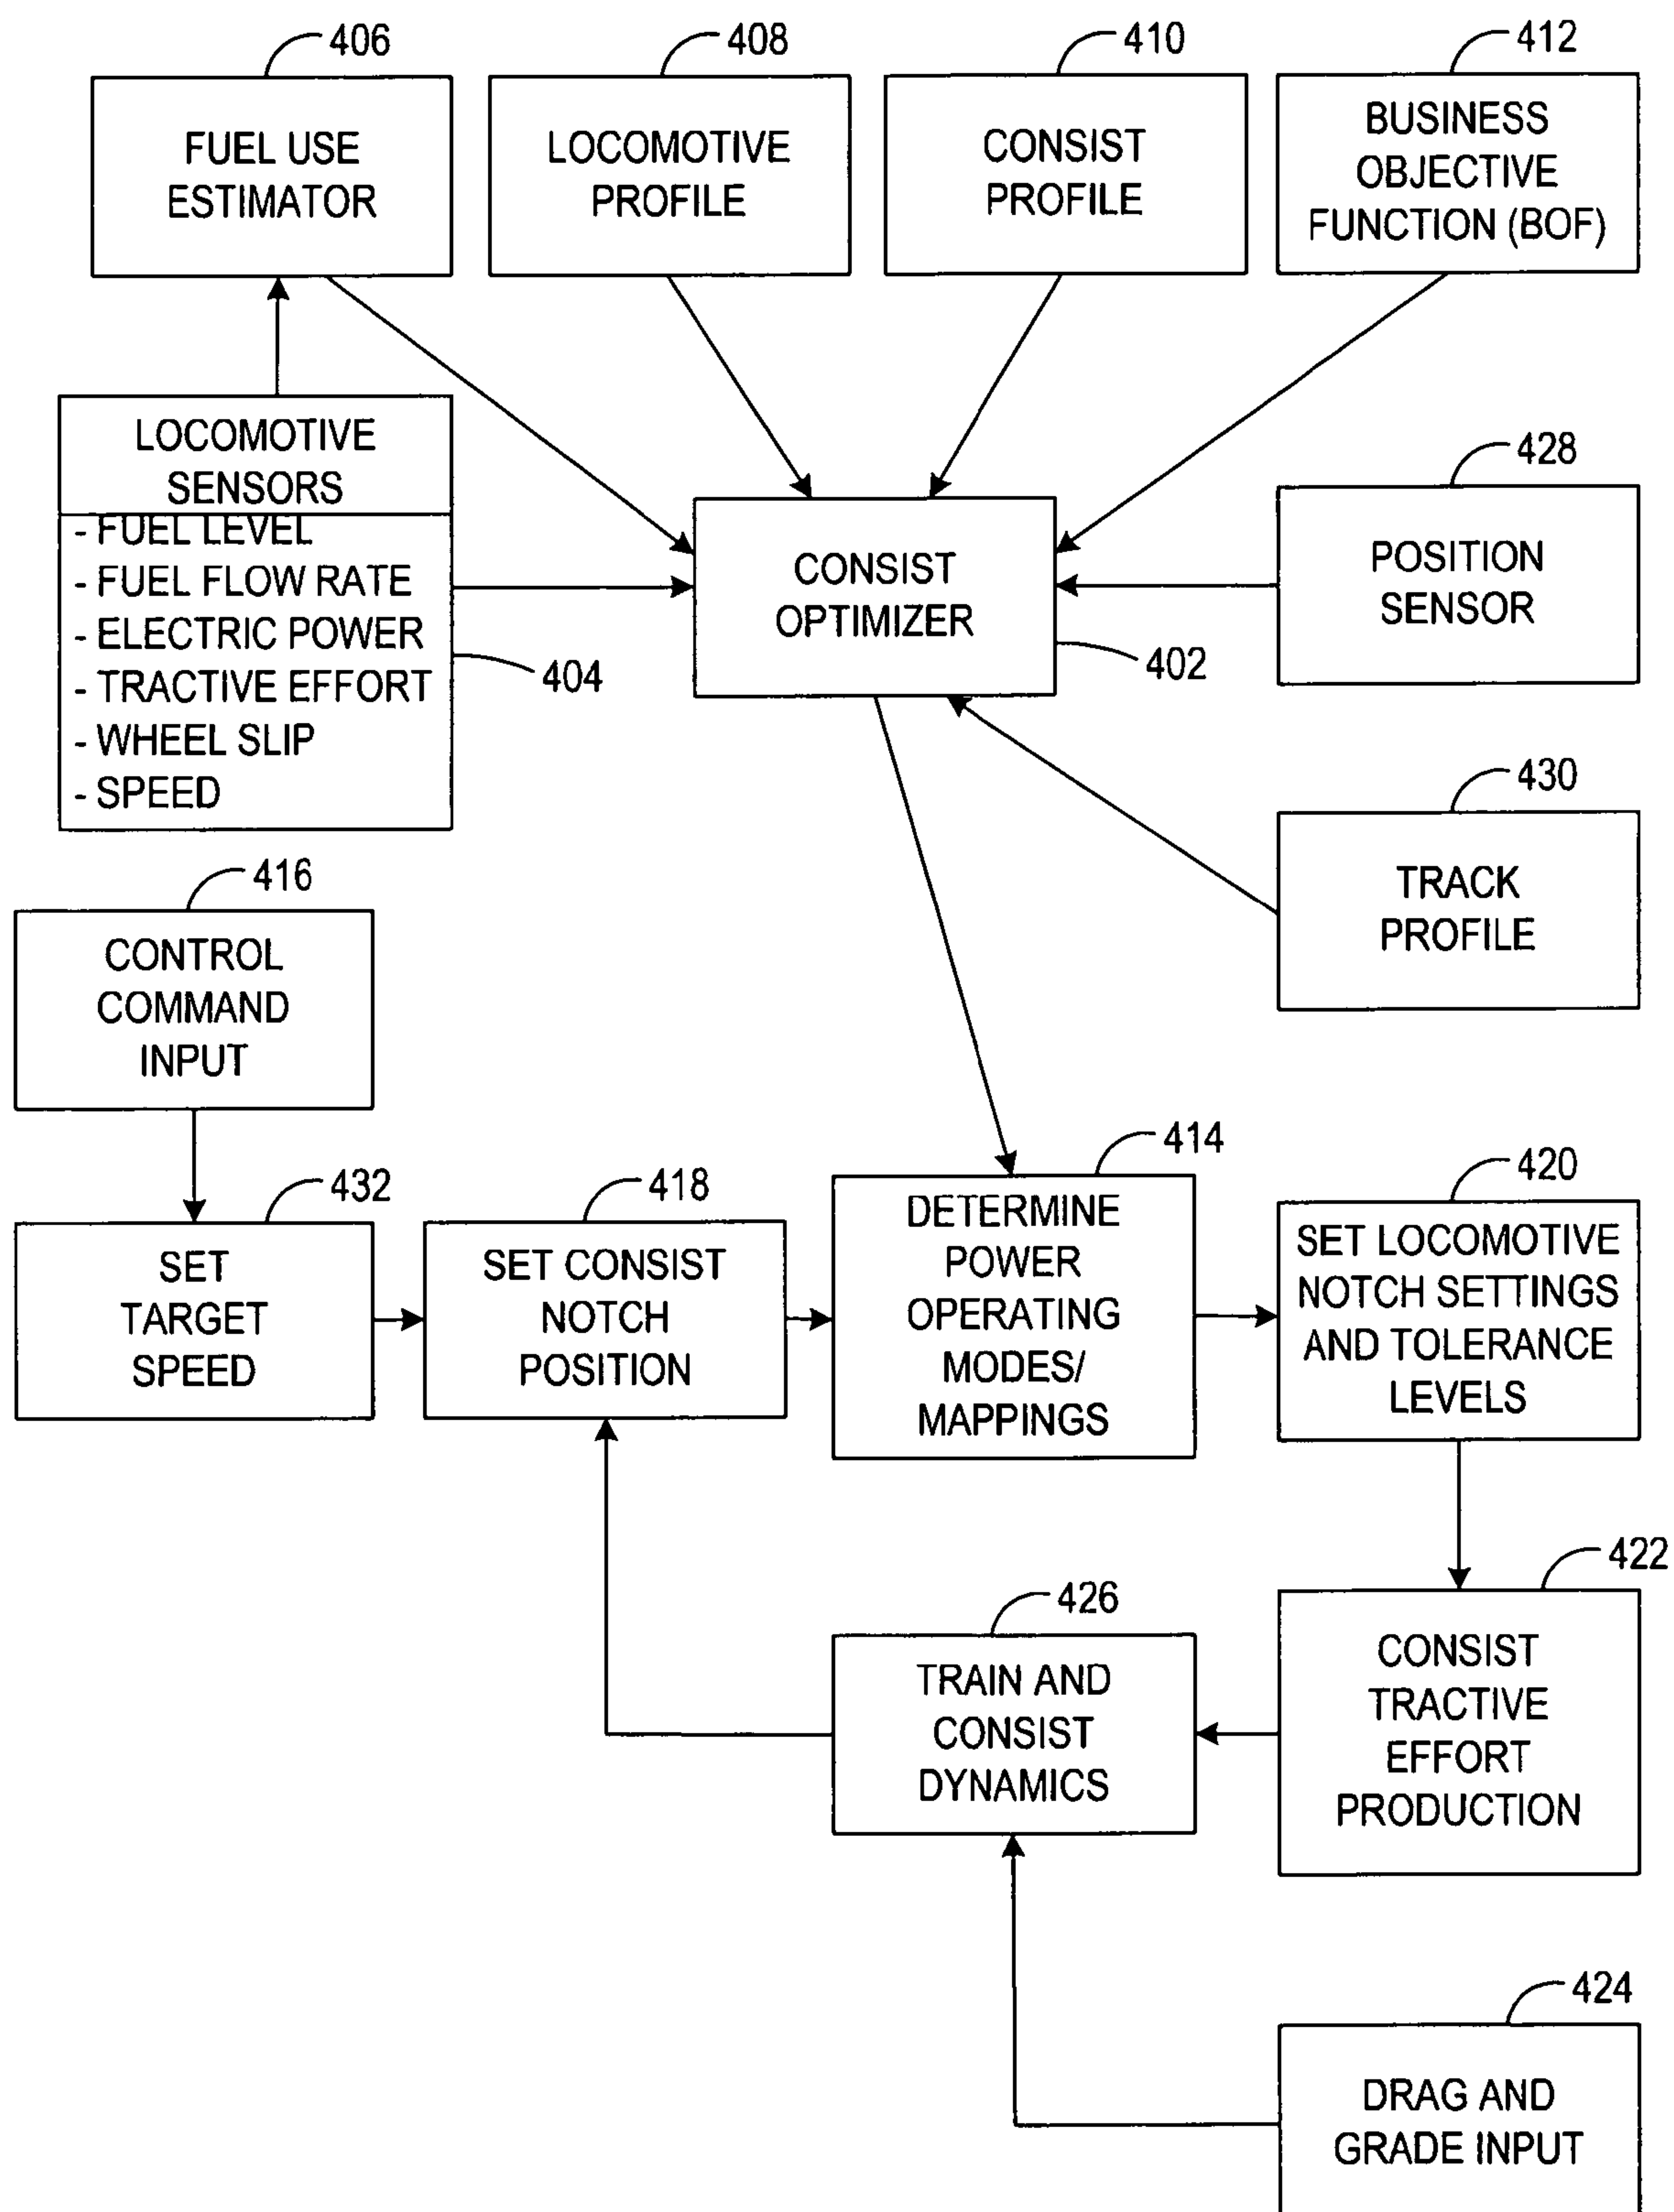 406
408
410
412
FUEL USE
ESTIMATOR
LOCOMOTIVE
PROFILE
CONSIST
PROFILE
BUSINESS
OBJECTIVE
FUNCTION (BOF)
LOCOMOTIVE
SENSORS
- FUEL LEVEL
- FUEL FLOW RATE
- ELECTRIC POWER
- TRACTIVE EFFORT
- WHEEL SLIP
- SPEED
404
CONSIST
OPTIMIZER
402
428
POSITION
SENSOR
430
TRACK
PROFILE
416
CONTROL
COMMAND
INPUT
432
SET
TARGET
SPEED
418
SET CONSIST
NOTCH
POSITION
414
DETERMINE
POWER
OPERATING
MODES/
MAPPINGS
420
SET LOCOMOTIVE
NOTCH SETTINGS
AND TOLERANCE
LEVELS
422
CONSIST
TRACTIVE
EFFORT
PRODUCTION
426
TRAIN AND
CONSIST
DYNAMICS
424
DRAG AND
GRADE INPUT